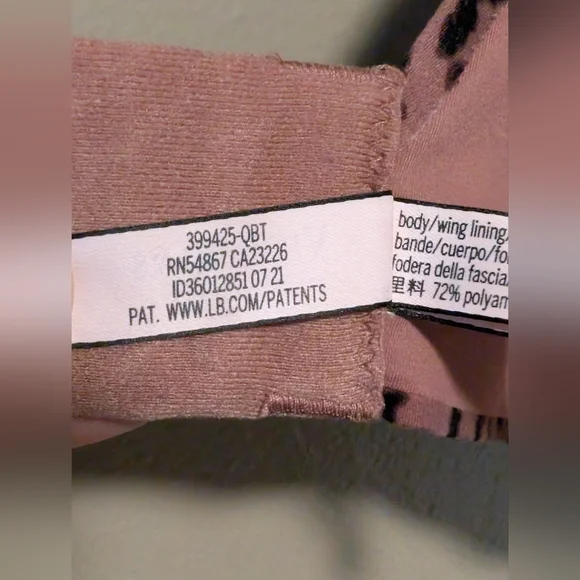 399425-QBT
RN54867 CA23226
ID36012851 07 21
PAT. WWW.LB.COM/PATENTS
body/wing lining/
bande/cuerpo/fo
fodera della fascia/
里料 72% polyam